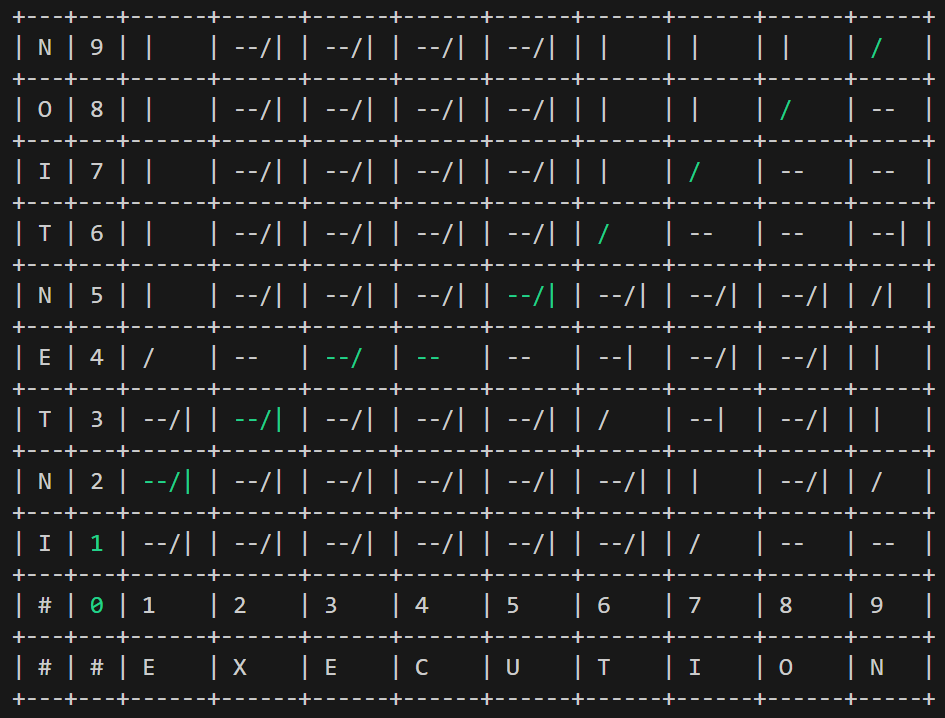 +---+---+------+------+------+------+------+------+------+------+------+
| N | 9 | |    | --/| | --/| | --/| | --/| | |    | |    | |    | /    |
+---+---+------+------+------+------+------+------+------+------+------+
| O | 8 | |    | --/| | --/| | --/| | --/| | |    | |    | /    | --   |
+---+---+------+------+------+------+------+------+------+------+------+
| I | 7 | |    | --/| | --/| | --/| | --/| | |    | /    | --   | --   |
+---+---+------+------+------+------+------+------+------+------+------+
| T | 6 | |    | --/| | --/| | --/| | --/| | /    | --   | --   | --|  |
+---+---+------+------+------+------+------+------+------+------+------+
| N | 5 | |    | --/| | --/| | --/| | --/| | --/| | --/| | --/| | /|   |
+---+---+------+------+------+------+------+------+------+------+------+
| E | 4 | /    | --   | --/  | --   | --   | --|  | --/| | --/| | |    |
+---+---+------+------+------+------+------+------+------+------+------+
| T | 3 | --/| | --/| | --/| | --/| | --/| | /    | --|  | --/| | |    |
+---+---+------+------+------+------+------+------+------+------+------+
| N | 2 | --/| | --/| | --/| | --/| | --/| | --/| | |    | --/| | /    |
+---+---+------+------+------+------+------+------+------+------+------+
| I | 1 | --/| | --/| | --/| | --/| | --/| | --/| | /    | --   | --   |
+---+---+------+------+------+------+------+------+------+------+------+
| # | 0 | 1    | 2    | 3    | 4    | 5    | 6    | 7    | 8    | 9    |
+---+---+------+------+------+------+------+------+------+------+------+
| # | # | E    | X    | E    | C    | U    | T    | I    | O    | N    |
+---+---+------+------+------+------+------+------+------+------+------+